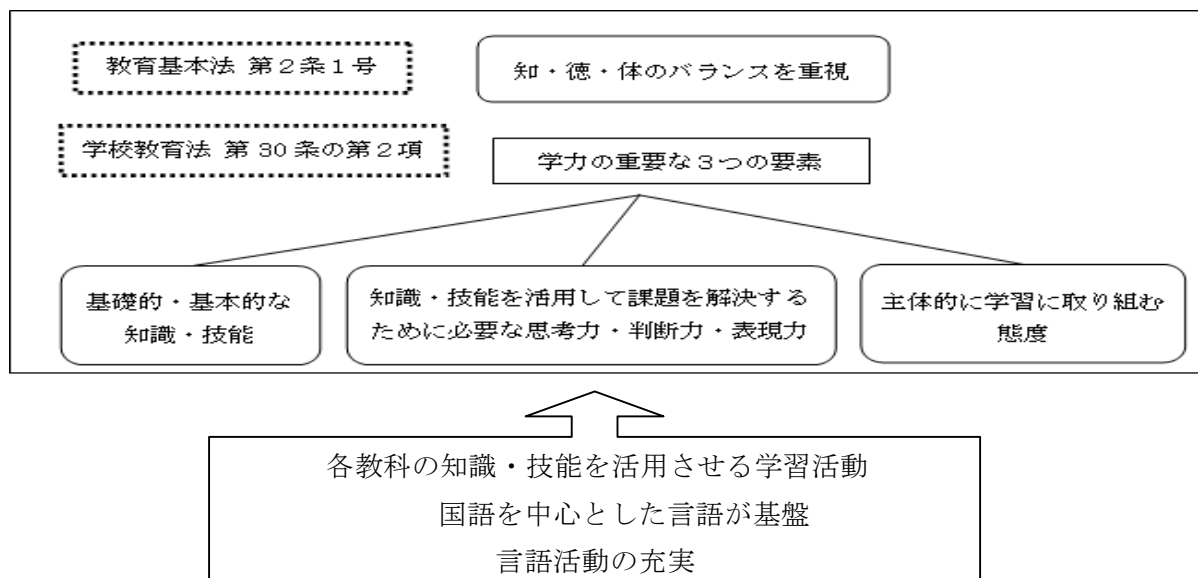 教育基本法 第2条1号
知・徳・体のバランスを重視
学校教育法 第30条の第2項
学力の重要な3つの要素
基礎的・基本的な
知識・技能
知識・技能を活用して課題を解決する
ために必要な思考力・判断力・表現力
主体的に学習に取り組む
態度
各教科の知識・技能を活用させる学習活動
国語を中心とした言語が基盤
言語活動の充実